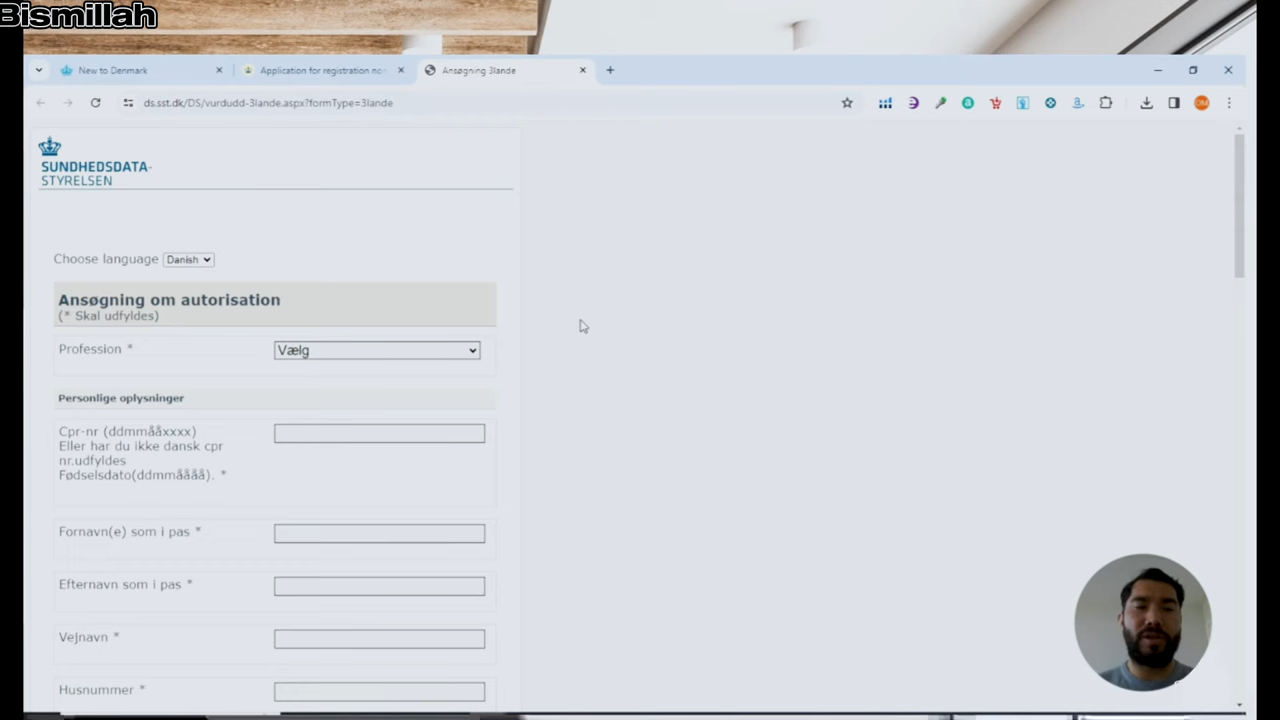 Bismillah
New to Denmark
Application for registration nor
Ansøgning 3lande
ds.sst.dk/DS/vurdudd-3lande.aspx?formType=3lande
SUNDHEDSDATA-
STYRELSEN
Choose language Danish
Ansøgning om autorisation
(* Skal udfyldes)
Profession * Vælg
Personlige oplysninger
Cpr-nr (ddmmååxxxx)
Eller har du ikke dansk cpr
nr.udfyldes
Fødselsdato(ddmmåååå). *
Fornavn(e) som i pas *
Efternavn som i pas *
Vejnavn *
Husnummer *